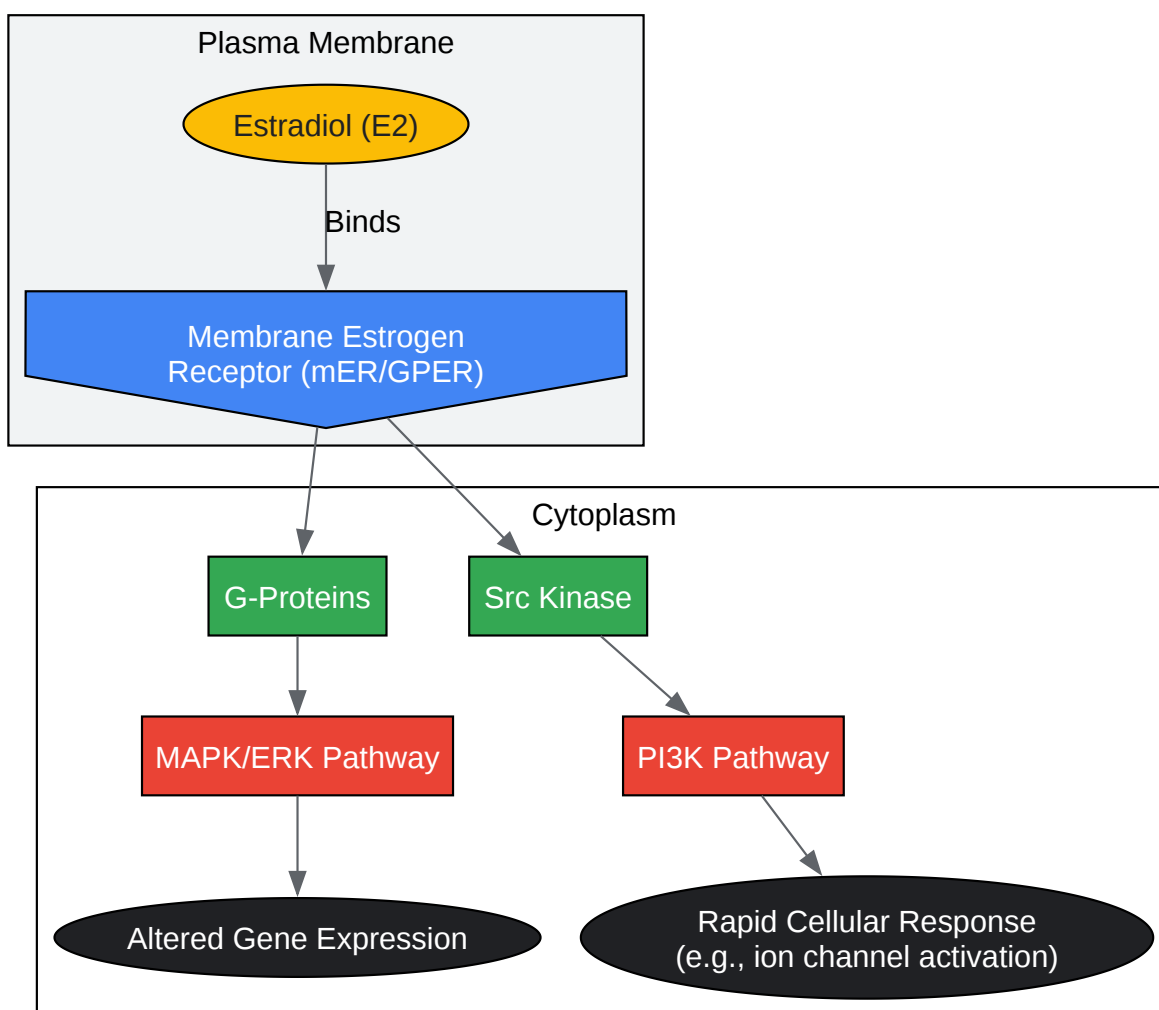 Plasma Membrane
Estradiol (E2)
Binds
Membrane Estrogen
Receptor (mER/GPER)
Cytoplasm
G-Proteins
Src Kinase
MAPK/ERK Pathway
PI3K Pathway
Altered Gene Expression
Rapid Cellular Response
(e.g., ion channel activation)